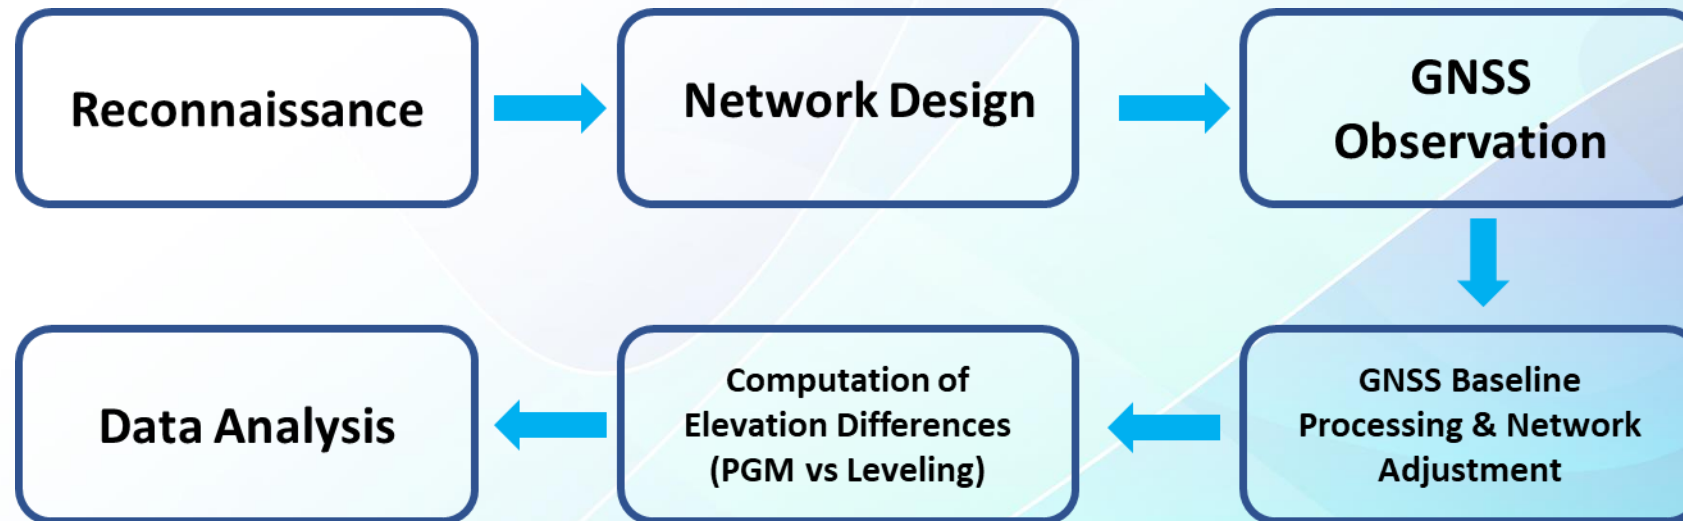 Reconnaissance
Network Design
GNSS
Observation
GNSS Baseline
Processing & Network
Adjustment
Computation of
Elevation Differences
(PGM vs Leveling)
Data Analysis